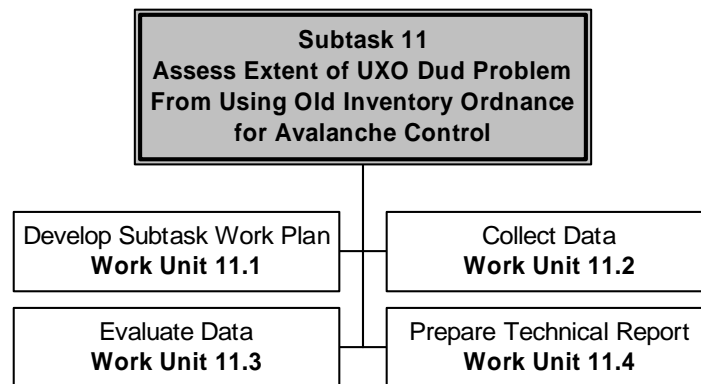 Subtask 11
Assess Extent of UXO Dud Problem
From Using Old Inventory Ordnance
for Avalanche Control
Develop Subtask Work Plan
Work Unit 11.1
Collect Data
Work Unit 11.2
Evaluate Data
Work Unit 11.3
Prepare Technical Report
Work Unit 11.4